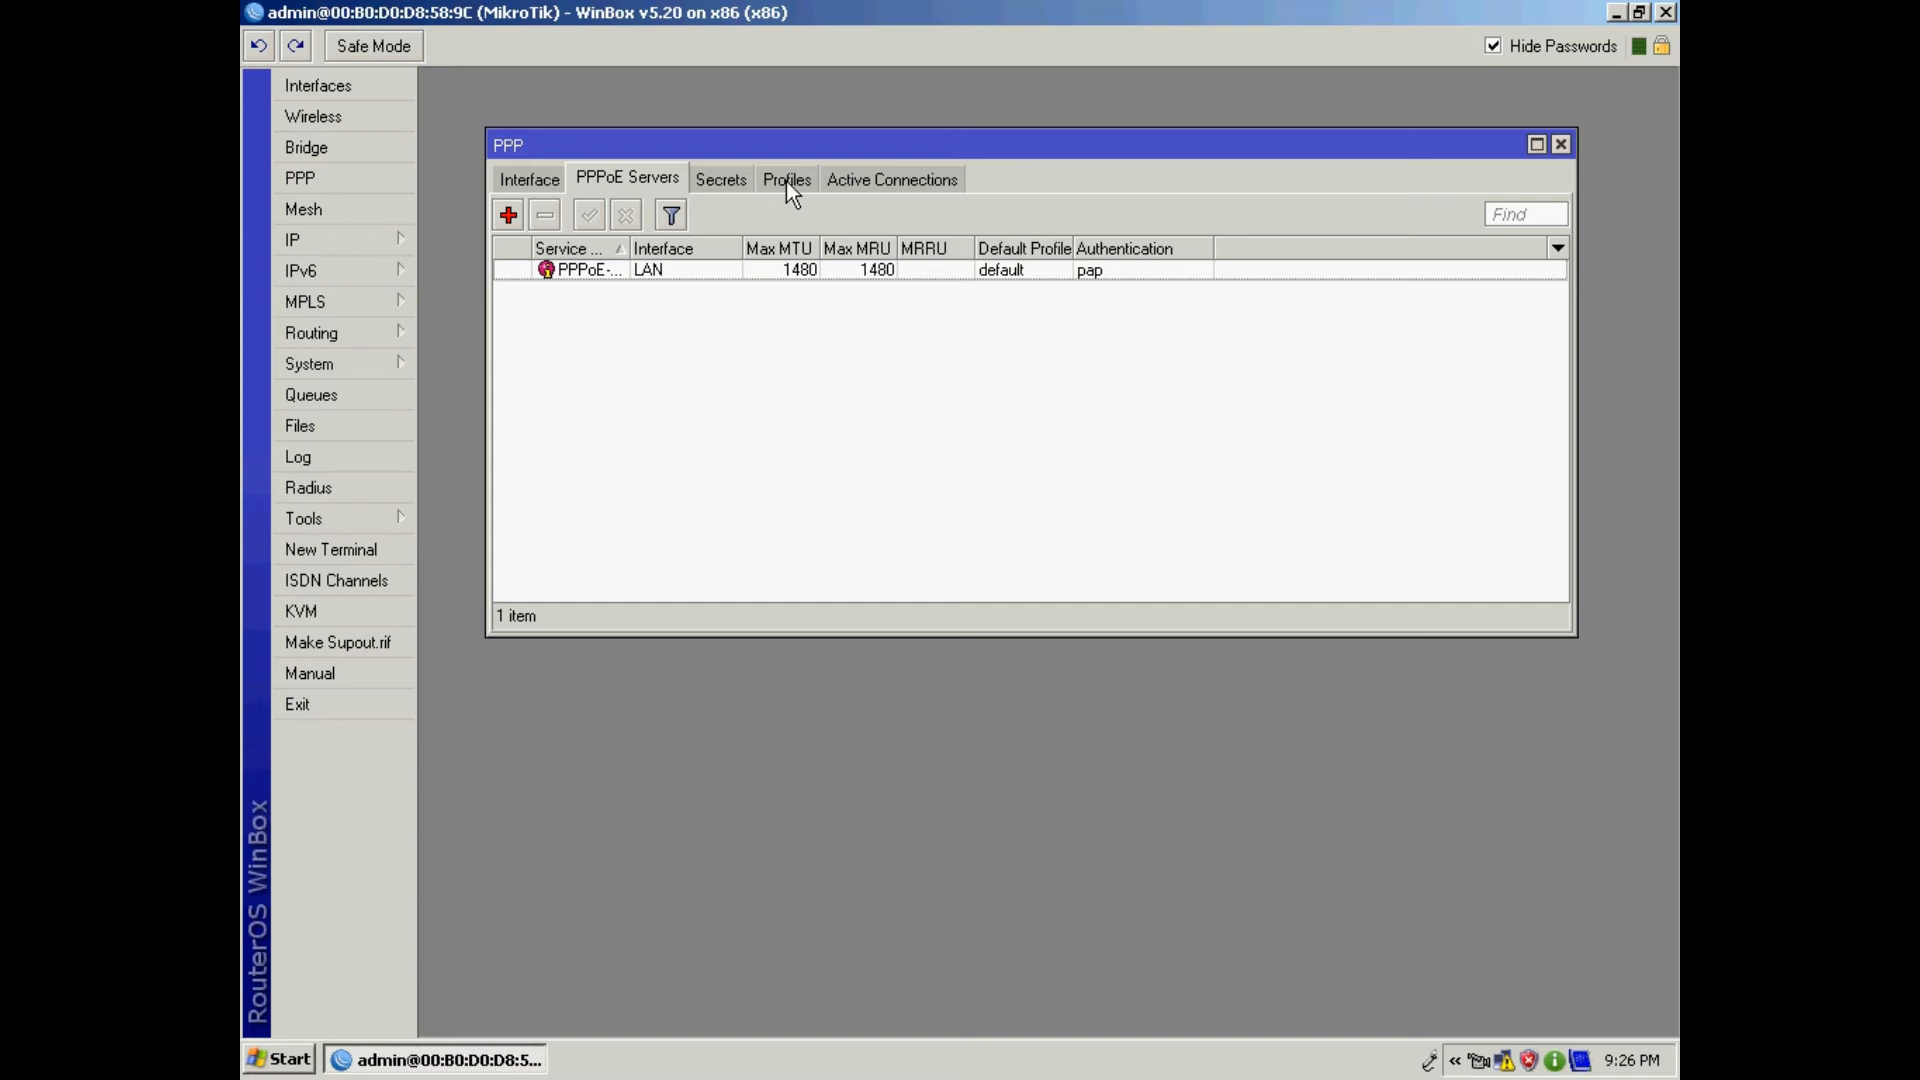 admin@00:B0:D0:D8:58:9C (MikroTik) - WinBox v5.20 on x86 (x86)
Safe Mode
Hide Passwords
Interfaces
Wireless
Bridge
PPP
Mesh
IP
IPv6
MPLS
Routing
System
Queues
Files
Log
Radius
Tools
New Terminal
ISDN Channels
KVM
Make Supout.rif
Manual
Exit
RouterOS WinBox
PPP
Interface PPPoE Servers Secrets Profiles Active Connections
Find
Service ... Interface Max MTU Max MRU MRRU Default Profile Authentication
PPPoE-... LAN 1480 1480 default pap
1 item
Start admin@00:B0:D0:D8:5... « 9:26 PM